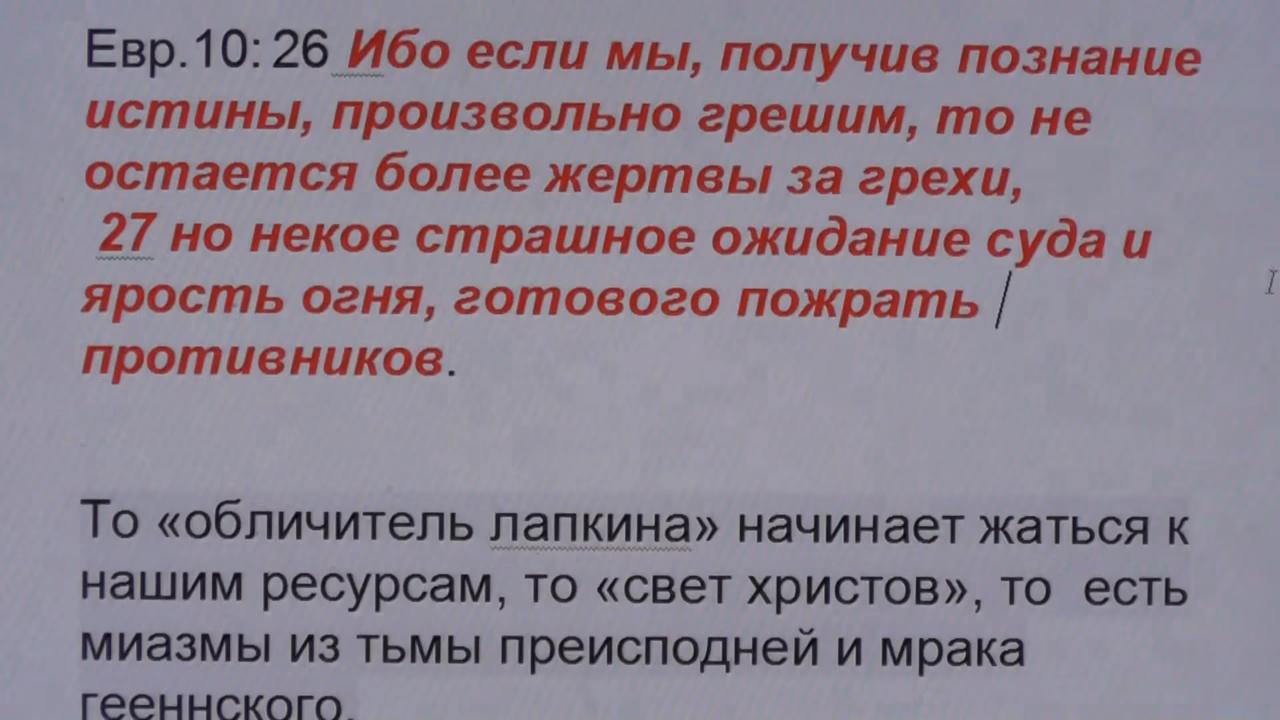 Евр.10: 26 Ибо если мы, получив познание
истины, произвольно грешим, то не
остается более жертвы за грехи,
27 но некое страшное ожидание суда и
ярость огня, готового пожрать
противников.
То «обличитель лапкина» начинает жаться к
нашим ресурсам, то «свет христов», то есть
миазмы из тьмы преисподней и мрака
гееннского.